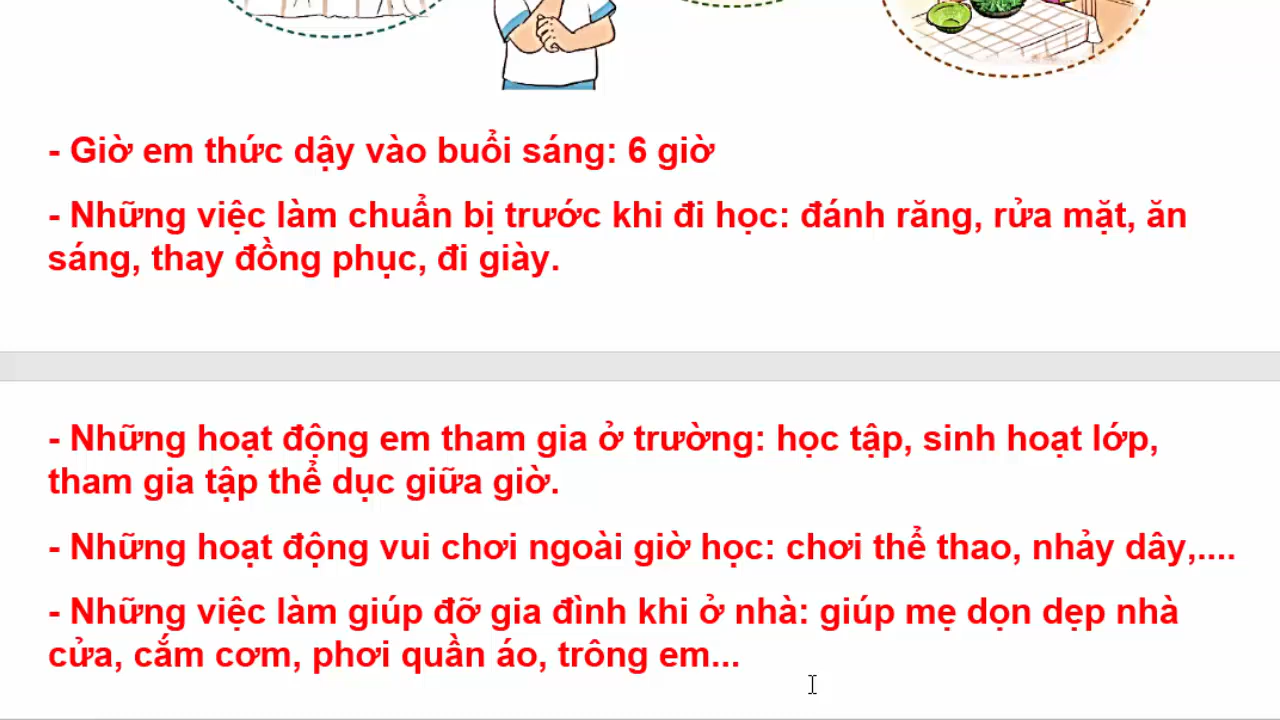 - Giờ em thức dậy vào buổi sáng: 6 giờ
- Những việc làm chuẩn bị trước khi đi học: đánh răng, rửa mặt, ăn
sáng, thay đồng phục, đi giày.
- Những hoạt động em tham gia ở trường: học tập, sinh hoạt lớp,
tham gia tập thể dục giữa giờ.
- Những hoạt động vui chơi ngoài giờ học: chơi thể thao, nhảy dây,....
- Những việc làm giúp đỡ gia đình khi ở nhà: giúp mẹ dọn dẹp nhà
cửa, cắm cơm, phơi quần áo, trông em...